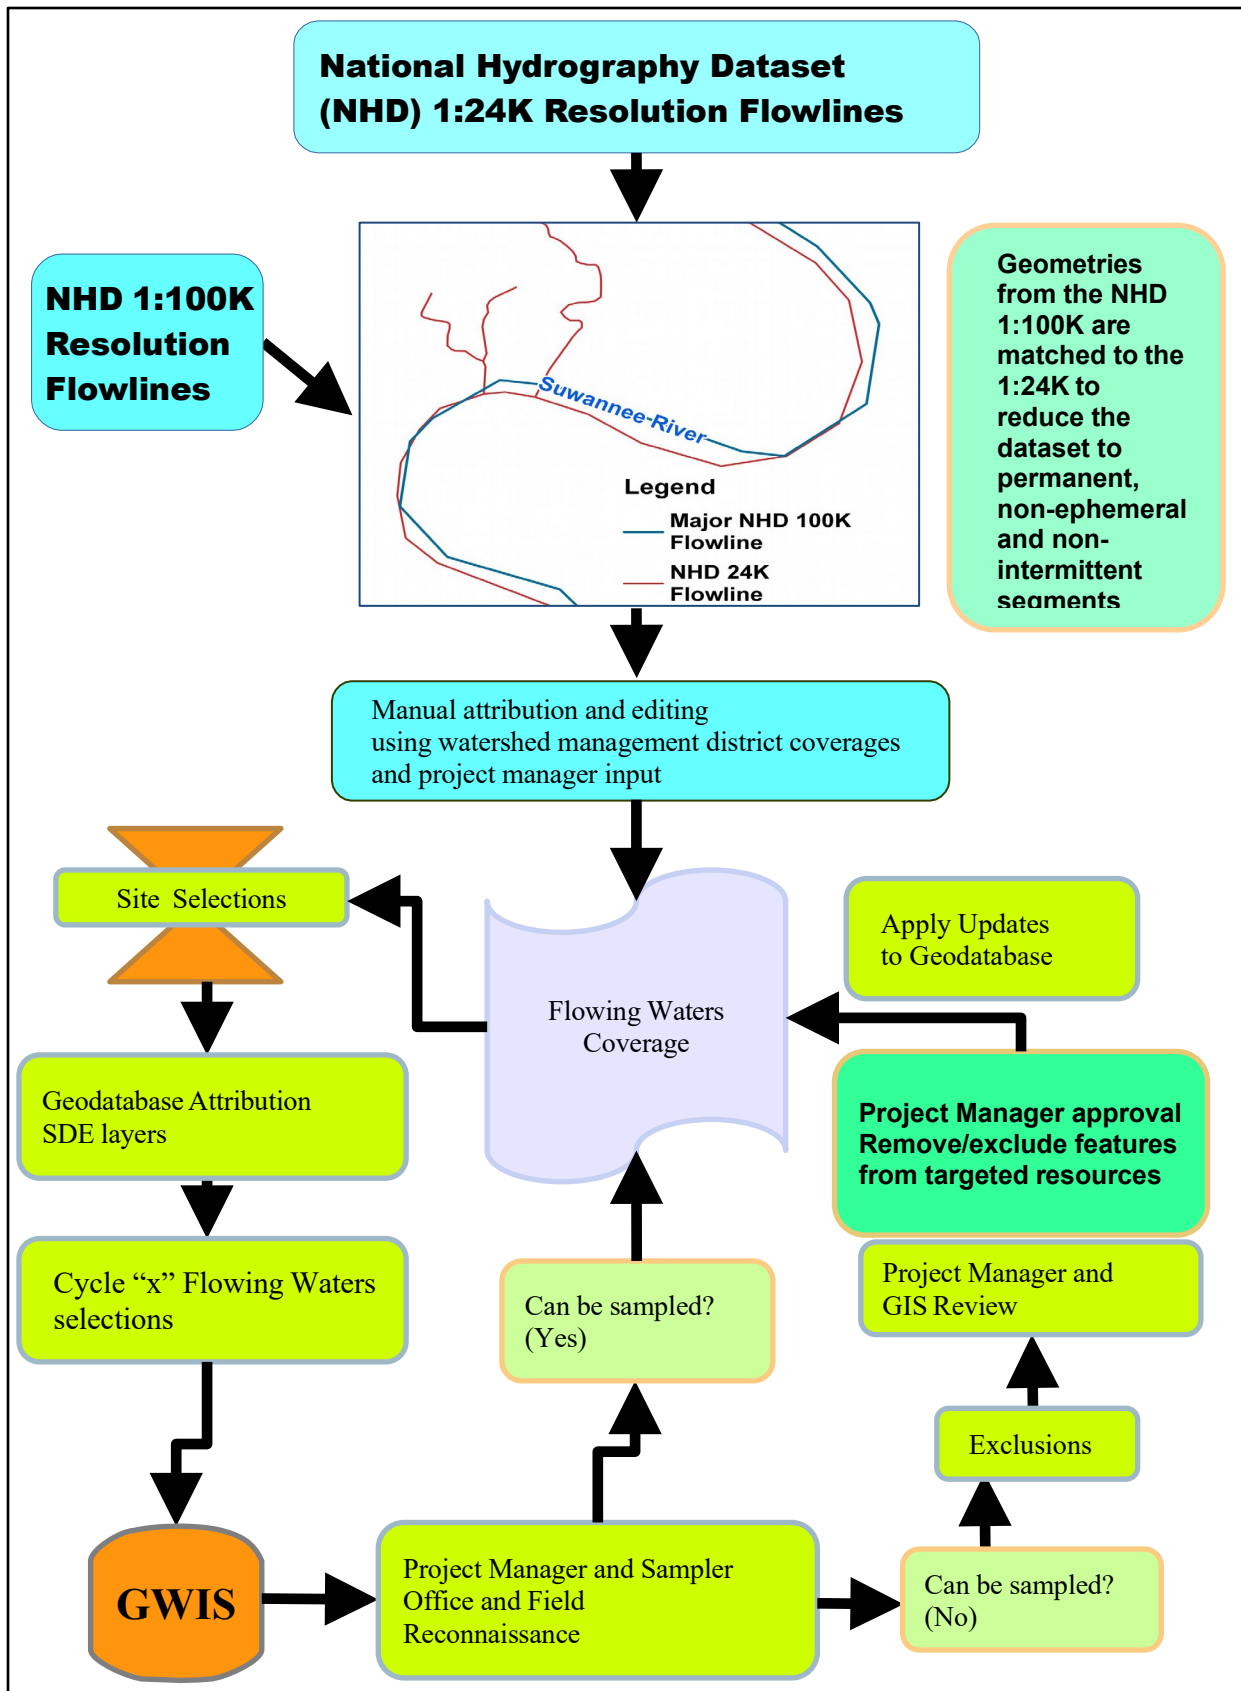 National Hydrography Dataset
(NHD) 1:24K Resolution Flowlines
NHD 1:100K
Resolution
Flowlines
Suwannee-River
Legend
Major NHD 100K
Flowline
NHD 24K
Flowline
Geometries
from the NHD
1:100K are
matched to the
1:24K to
reduce the
dataset to
permanent,
non-ephemeral
and non-
intermittent
segments
Manual attribution and editing
using watershed management district coverages
and project manager input
Site Selections
Flowing Waters
Coverage
Apply Updates
to Geodatabase
Geodatabase Attribution
SDE layers
Project Manager approval
Remove/exclude features
from targeted resources
Cycle “x” Flowing Waters
selections
Can be sampled?
(Yes)
Project Manager and
GIS Review
Exclusions
GWIS
Project Manager and Sampler
Office and Field
Reconnaissance
Can be sampled?
(No)